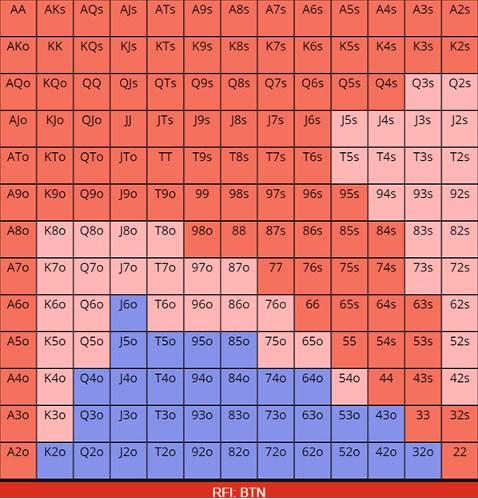 AA AKs AQs AJs ATs A9s A8s A7s A6s A5s A4s A3s A2s
AKo KK KQs KJs KTs K9s K8s K7s K6s K5s K4s K3s K2s
AQo KQo QQ QJs QTs Q9s Q8s Q7s Q6s Q5s Q4s Q3s Q2s
AJo KJo QJo JJ JTs J9s J8s J7s J6s J5s J4s J3s J2s
ATo KTo QTo JTo TT T9s T8s T7s T6s T5s T4s T3s T2s
A9o K9o Q9o J9o T9o 99 98s 97s 96s 95s 94s 93s 92s
A8o K8o Q8o J8o T8o 98o 88 87s 86s 85s 84s 83s 82s
A7o K7o Q7o J7o T7o 97o 87o 77 76s 75s 74s 73s 72s
A6o K6o Q6o J6o T6o 96o 86o 76o 66 65s 64s 63s 62s
A5o K5o Q5o J5o T5o 95o 85o 75o 65o 55 54s 53s 52s
A4o K4o Q4o J4o T4o 94o 84o 74o 64o 54o 44 43s 42s
A3o K3o Q3o J3o T3o 93o 83o 73o 63o 53o 43o 33 32s
A2o K2o Q2o J2o T2o 92o 82o 72o 62o 52o 42o 32o 22
RFI: BTN